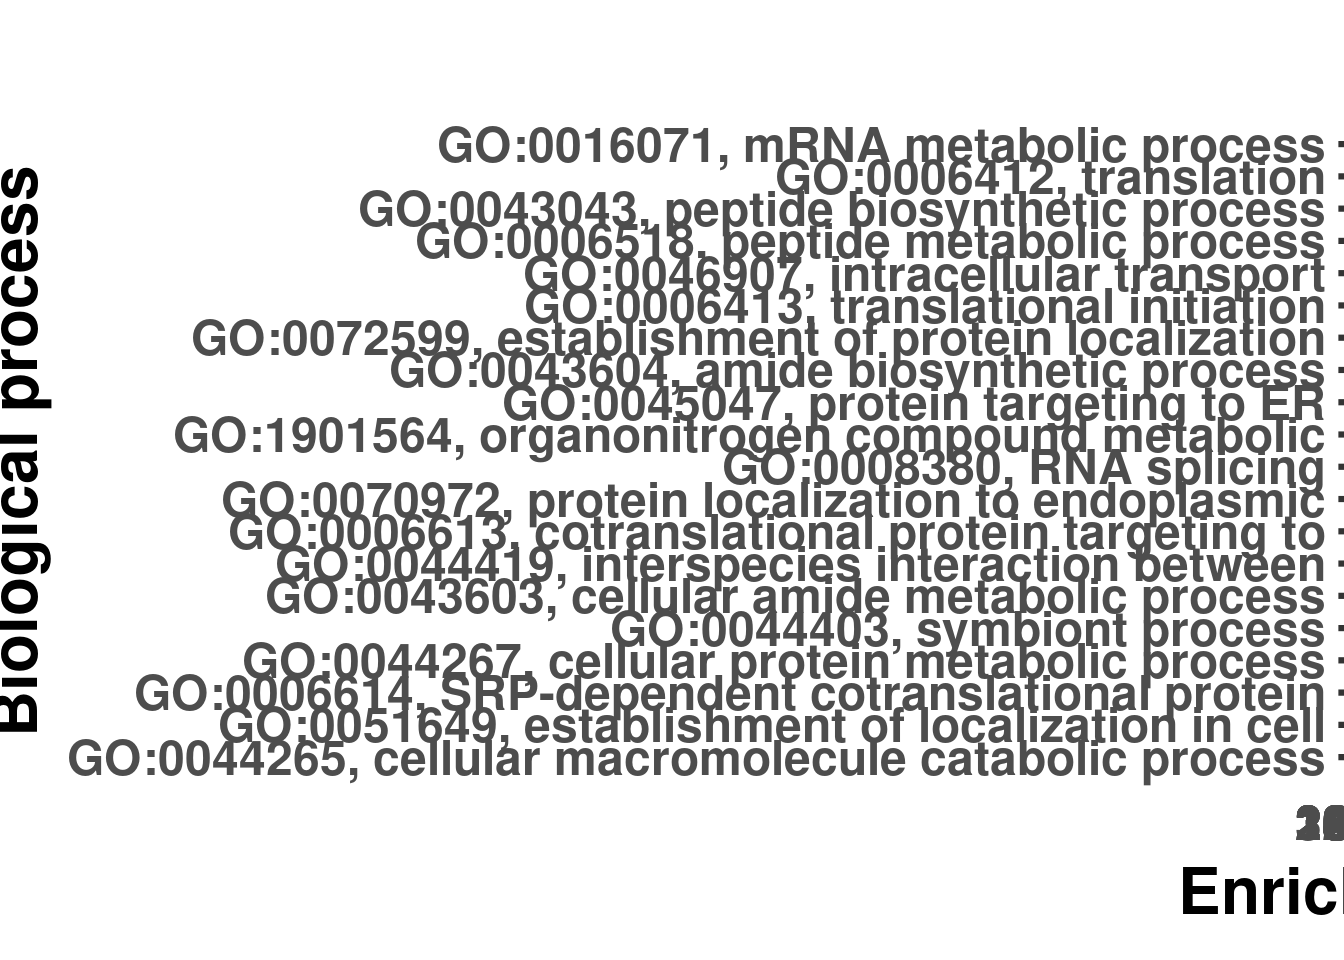 Biological process
GO:0016071, mRNA metabolic process
GO:0006412, translation
GO:0043043, peptide biosynthetic process
GO:0006518, peptide metabolic process
GO:0046907, intracellular transport
GO:0006413, translational initiation
GO:0072599, establishment of protein localization
GO:0043604, amide biosynthetic process
GO:0045047, protein targeting to ER
GO:1901564, organonitrogen compound metabolic
GO:0008380, RNA splicing
GO:0070972, protein localization to endoplasmic
GO:0006613, cotranslational protein targeting to
GO:0044419, interspecies interaction between
GO:0043603, cellular amide metabolic process
GO:0044403, symbiont process
GO:0044267, cellular protein metabolic process
GO:0006614, SRP-dependent cotranslational protein
GO:0051649, establishment of localization in cell
GO:0044265, cellular macromolecule catabolic process